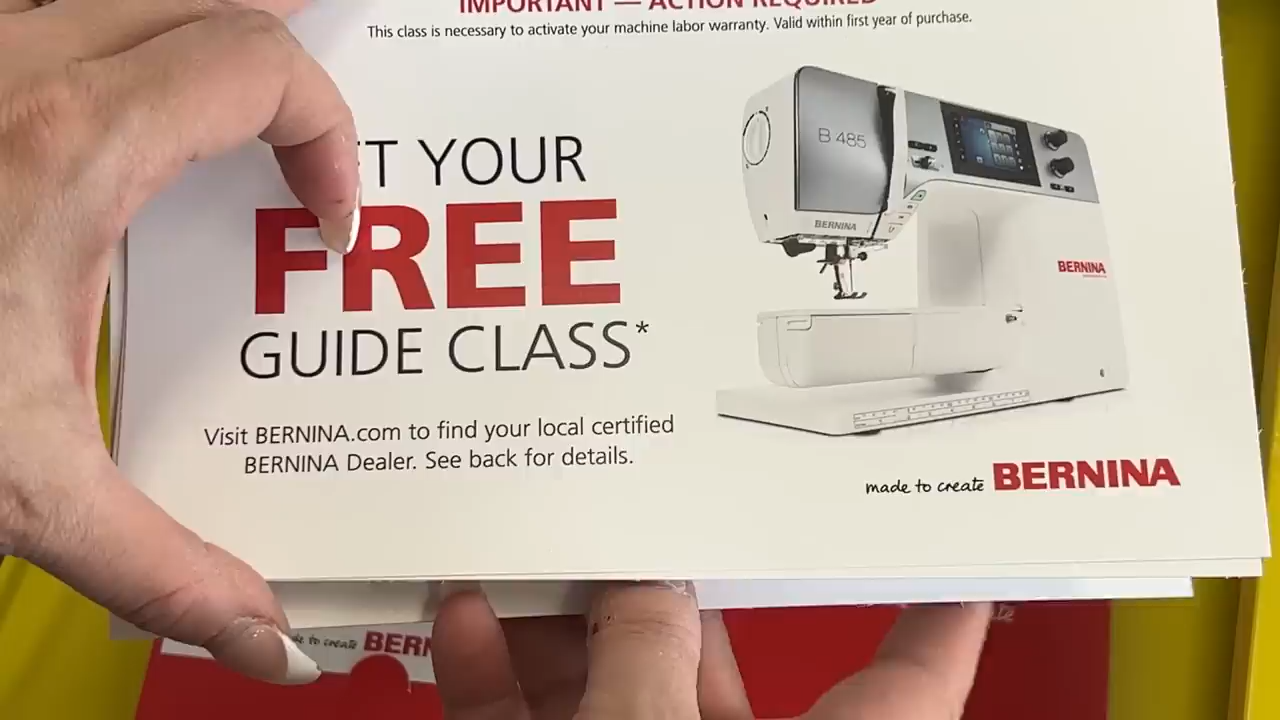 IMPORTANT — ACTION REQUIRED
This class is necessary to activate your machine labor warranty. Valid within first year of purchase.
T YOUR
FREE
GUIDE CLASS*
Visit BERNINA.com to find your local certified
BERNINA Dealer. See back for details.
B 485
BERNINA
BERNINA
made to create BERNINA
to create BERN